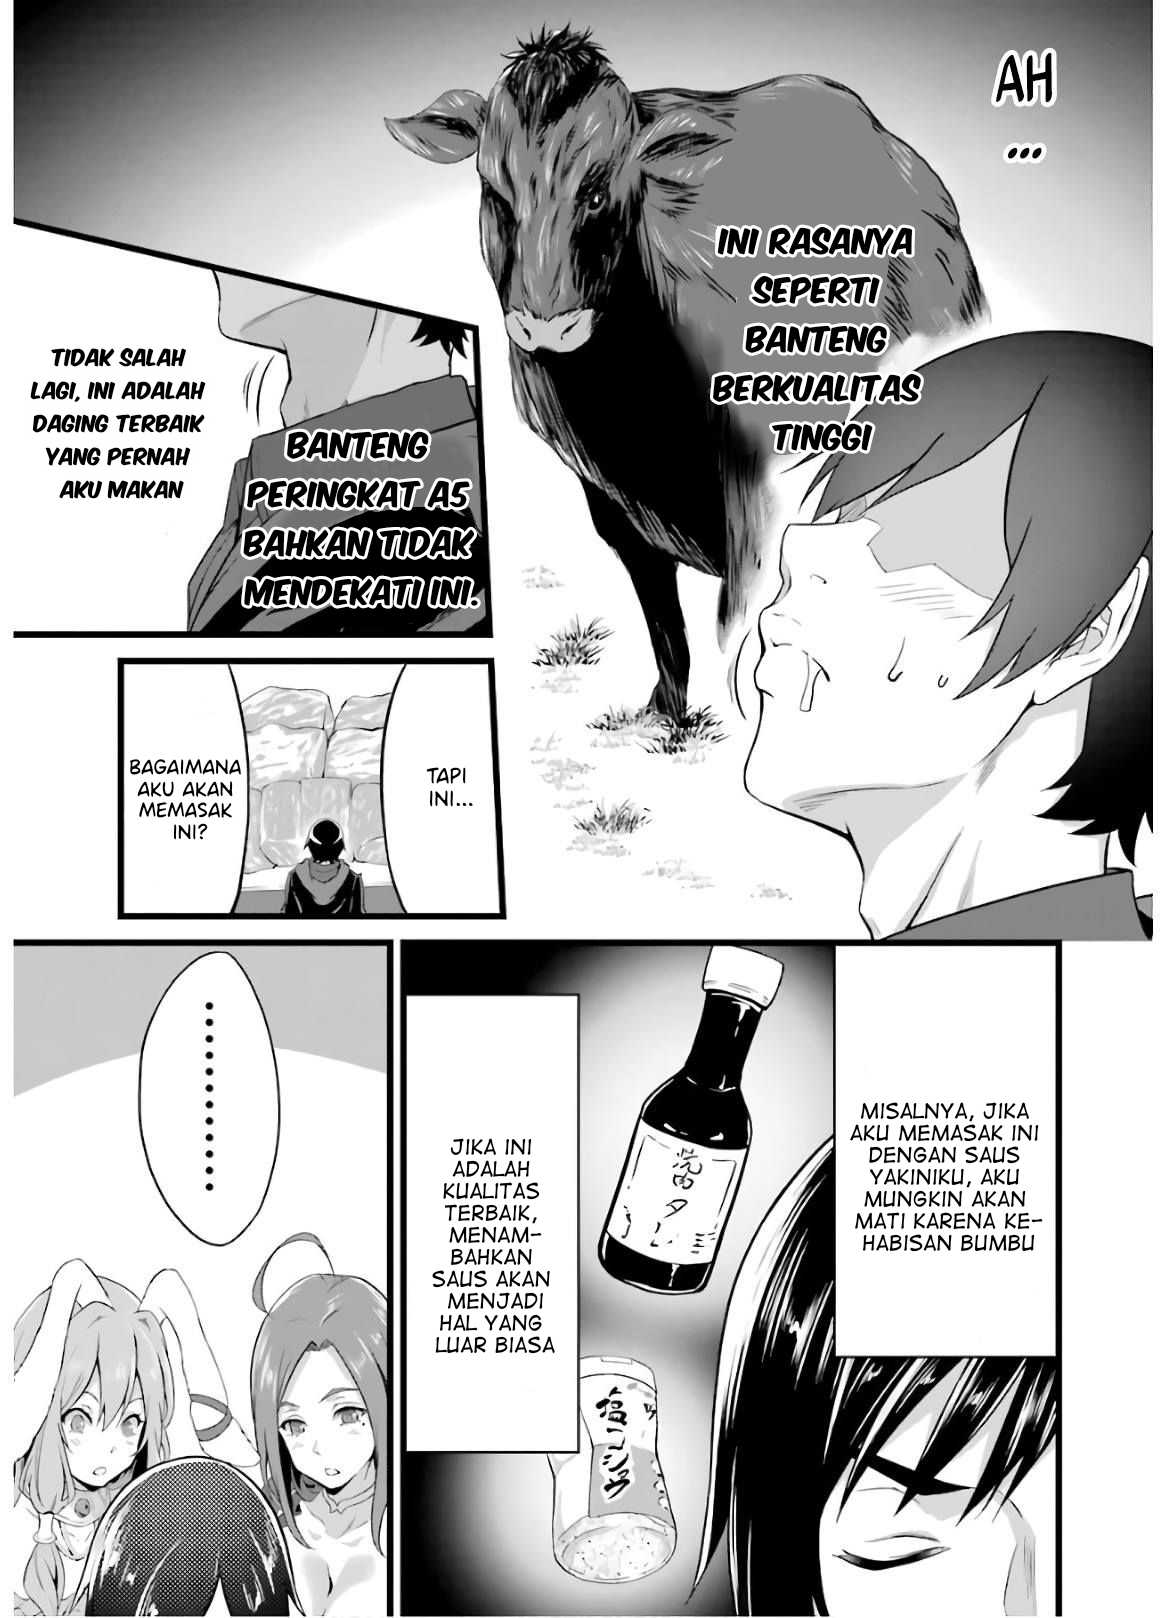 AH
...
INI RASANYA
SEPERTI
BANTENG
BERKUALITAS
TINGGI
BANTENG
PERINGKAT A5
BAHKAN TIDAK
MENDEKATI INI.
TIDAK SALAH
LAGI, INI ADALAH
DAGING TERBAIK
YANG PERNAH
AKU MAKAN
TAPI
INI...
BAGAIMANA
AKU AKAN
MEMASAK
INI?
MISALNYA, JIKA
AKU MEMASAK INI
DENGAN SAUS
YAKINIKU, AKU
MUNGKIN AKAN
MATI KARENA KE-
HABISAN BUMBU
JIKA INI
ADALAH
KUALITAS
TERBAIK,
MENAM-
BAHKAN
SAUS AKAN
MENJADI
HAL YANG
LUAR BIASA
............